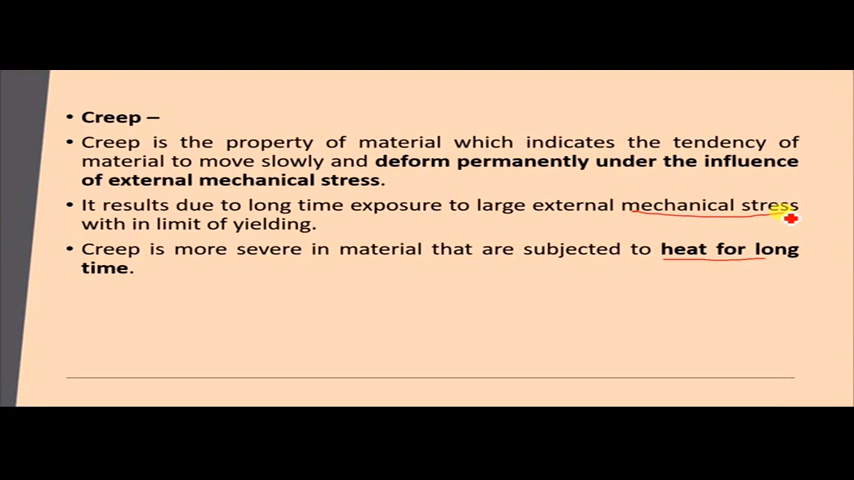 • Creep –
• Creep is the property of material which indicates the tendency of
material to move slowly and deform permanently under the influence
of external mechanical stress.
• It results due to long time exposure to large external mechanical stress
with in limit of yielding.
• Creep is more severe in material that are subjected to heat for long
time.